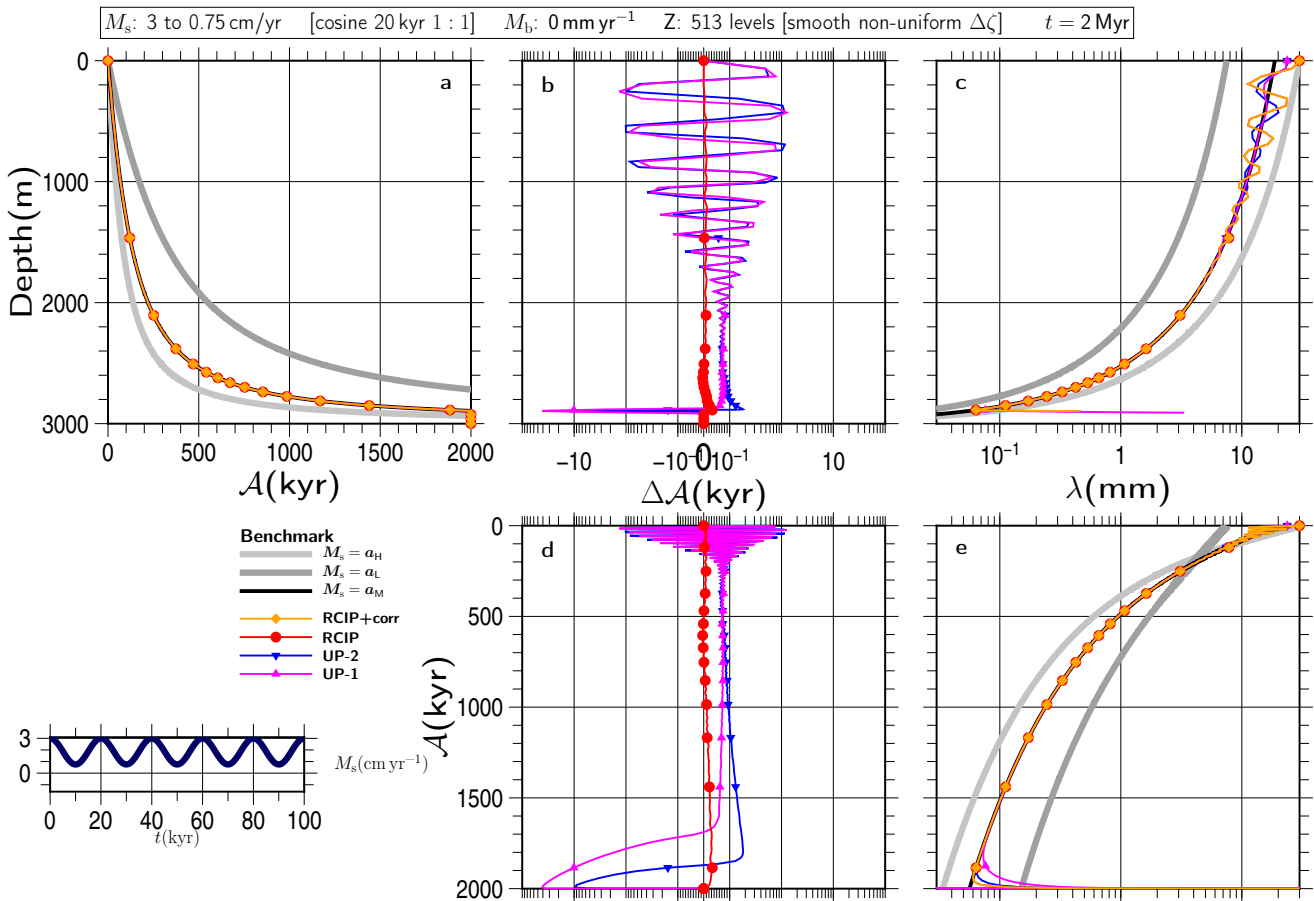 Mₛ: 3 to 0.75 cm/yr [cosine 20 kyr 1 : 1] M_b: 0 mm yr⁻¹ Z: 513 levels [smooth non-uniform Δζ] t = 2 Myr
0
1000
2000
3000
Depth(m)
a
0 500 1000 1500 2000
𝒜(kyr)
b
−10 −10⁻¹ 0 10⁻¹ 10
Δ𝒜(kyr)
c
10⁻¹ 1 10
λ(mm)
Benchmark
Mₛ = a_H
Mₛ = a_L
Mₛ = a_M
RCIP+corr
RCIP
UP-2
UP-1
3
0
Mₛ(cm yr⁻¹)
0 20 40 60 80 100
t(kyr)
0
500
1000
1500
2000
𝒜(kyr)
d
e